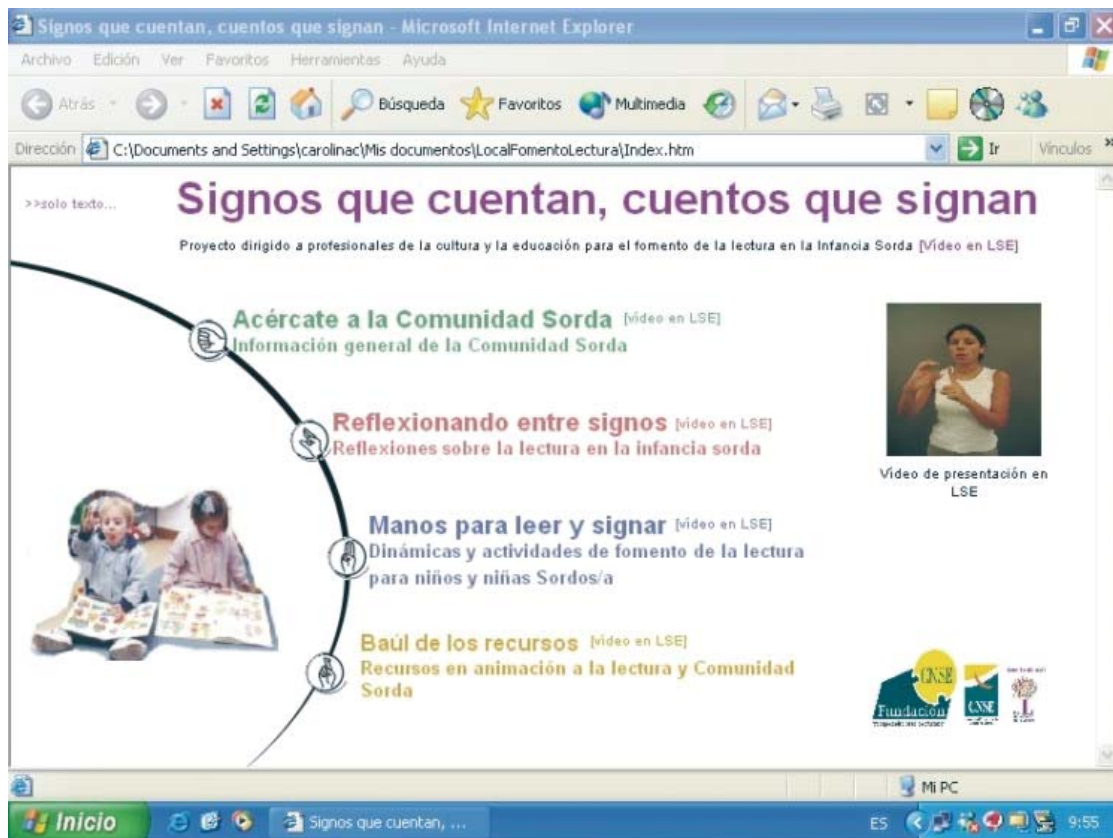 Signos que cuentan, cuentos que signan - Microsoft Internet Explorer
Archivo Edición Ver Favoritos Herramientas Ayuda
Atrás Búsqueda Favoritos Multimedia
Dirección C:\Documents and Settings\carolinac\Mis documentos\LocalFomentoLectura\Index.htm Ir Vínculos »
>>solo texto...
Signos que cuentan, cuentos que signan
Proyecto dirigido a profesionales de la cultura y la educación para el fomento de la lectura en la Infancia Sorda [Vídeo en LSE]
Acércate a la Comunidad Sorda [vídeo en LSE]
Información general de la Comunidad Sorda
Reflexionando entre signos [vídeo en LSE]
Reflexiones sobre la lectura en la infancia sorda
Vídeo de presentación en
LSE
Manos para leer y signar [vídeo en LSE]
Dinámicas y actividades de fomento de la lectura
para niños y niñas Sordos/a
Baúl de los recursos [vídeo en LSE]
Recursos en animación a la lectura y Comunidad
Sorda
CNSE
Fundación
CNSE
L
Mi PC
Inicio Signos que cuentan, ... ES 9:55